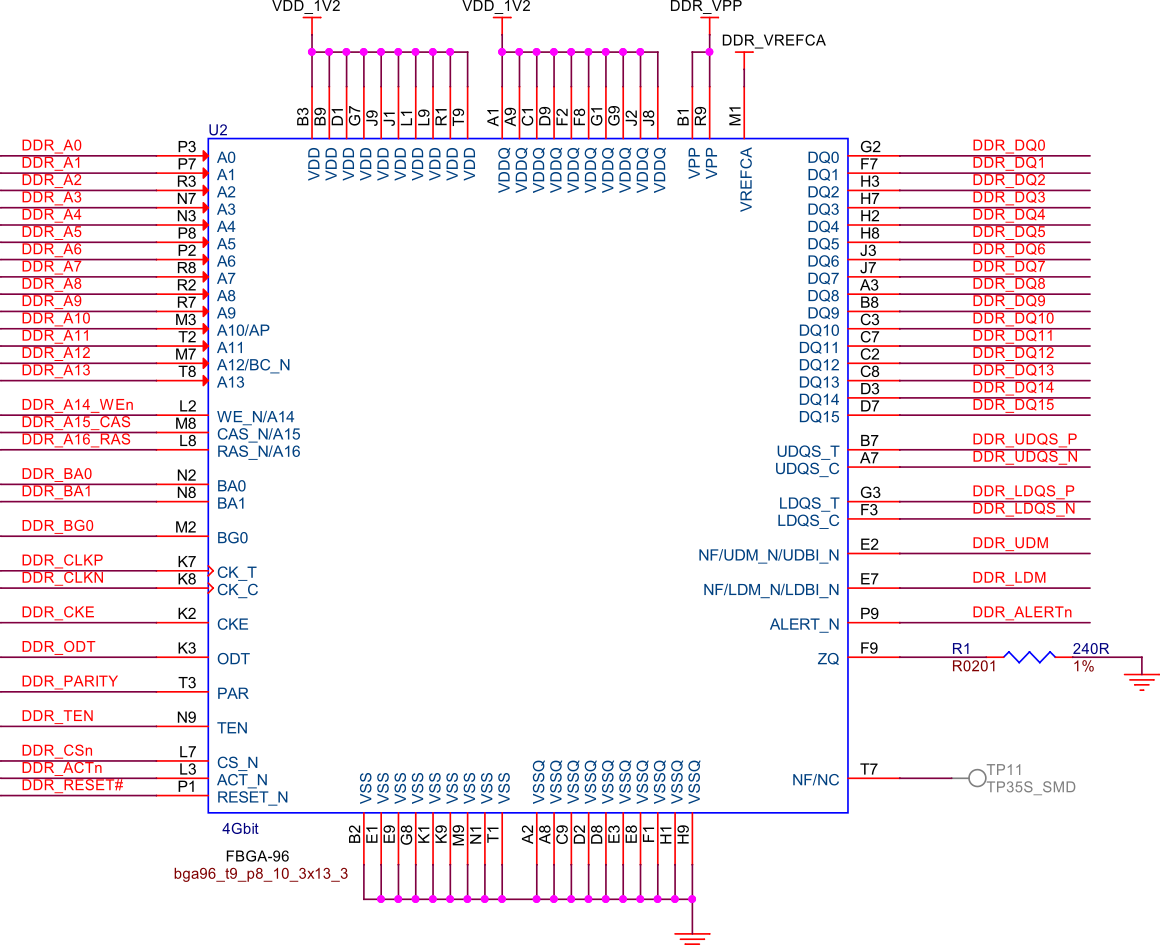 VDD_1V2 VDD_1V2 DDR_VPP
DDR_VREFCA
B3 B9 D1 G7 J9 J1 L1 L9 R1 T9 A1 A9 C1 D9 F2 F8 G1 G9 J2 J8 B1 R9 M1
U2
VDD VDD VDD VDD VDD VDD VDD VDD VDD VDD VDDQ VDDQ VDDQ VDDQ VDDQ VDDQ VDDQ VDDQ VDDQ VDDQ VPP VPP VREFCA
DDR_A0 P3 A0
DDR_A1 P7 A1
DDR_A2 R3 A2
DDR_A3 N7 A3
DDR_A4 N3 A4
DDR_A5 P8 A5
DDR_A6 P2 A6
DDR_A7 R8 A7
DDR_A8 R2 A8
DDR_A9 R7 A9
DDR_A10 M3 A10/AP
DDR_A11 T2 A11
DDR_A12 M7 A12/BC_N
DDR_A13 T8 A13
DDR_A14_WEn L2 WE_N/A14
DDR_A15_CAS M8 CAS_N/A15
DDR_A16_RAS L8 RAS_N/A16
DDR_BA0 N2 BA0
DDR_BA1 N8 BA1
DDR_BG0 M2 BG0
DDR_CLKP K7 CK_T
DDR_CLKN K8 CK_C
DDR_CKE K2 CKE
DDR_ODT K3 ODT
DDR_PARITY T3 PAR
DDR_TEN N9 TEN
DDR_CSn L7 CS_N
DDR_ACTn L3 ACT_N
DDR_RESET# P1 RESET_N
DQ0 G2 DDR_DQ0
DQ1 F7 DDR_DQ1
DQ2 H3 DDR_DQ2
DQ3 H7 DDR_DQ3
DQ4 H2 DDR_DQ4
DQ5 H8 DDR_DQ5
DQ6 J3 DDR_DQ6
DQ7 J7 DDR_DQ7
DQ8 A3 DDR_DQ8
DQ9 B8 DDR_DQ9
DQ10 C3 DDR_DQ10
DQ11 C7 DDR_DQ11
DQ12 C2 DDR_DQ12
DQ13 C8 DDR_DQ13
DQ14 D3 DDR_DQ14
DQ15 D7 DDR_DQ15
UDQS_T B7 DDR_UDQS_P
UDQS_C A7 DDR_UDQS_N
LDQS_T G3 DDR_LDQS_P
LDQS_C F3 DDR_LDQS_N
NF/UDM_N/UDBI_N E2 DDR_UDM
NF/LDM_N/LDBI_N E7 DDR_LDM
ALERT_N P9 DDR_ALERTn
ZQ F9 R1 240R
R0201 1%
NF/NC T7 TP11
TP35S_SMD
VSS VSS VSS VSS VSS VSS VSS VSS VSS VSSQ VSSQ VSSQ VSSQ VSSQ VSSQ VSSQ VSSQ VSSQ VSSQ
B2 E1 E9 G8 K1 K9 M9 N1 T1 A2 A8 C9 D2 D8 E3 E8 F1 H1 H9
4Gbit
FBGA-96
bga96_t9_p8_10_3x13_3